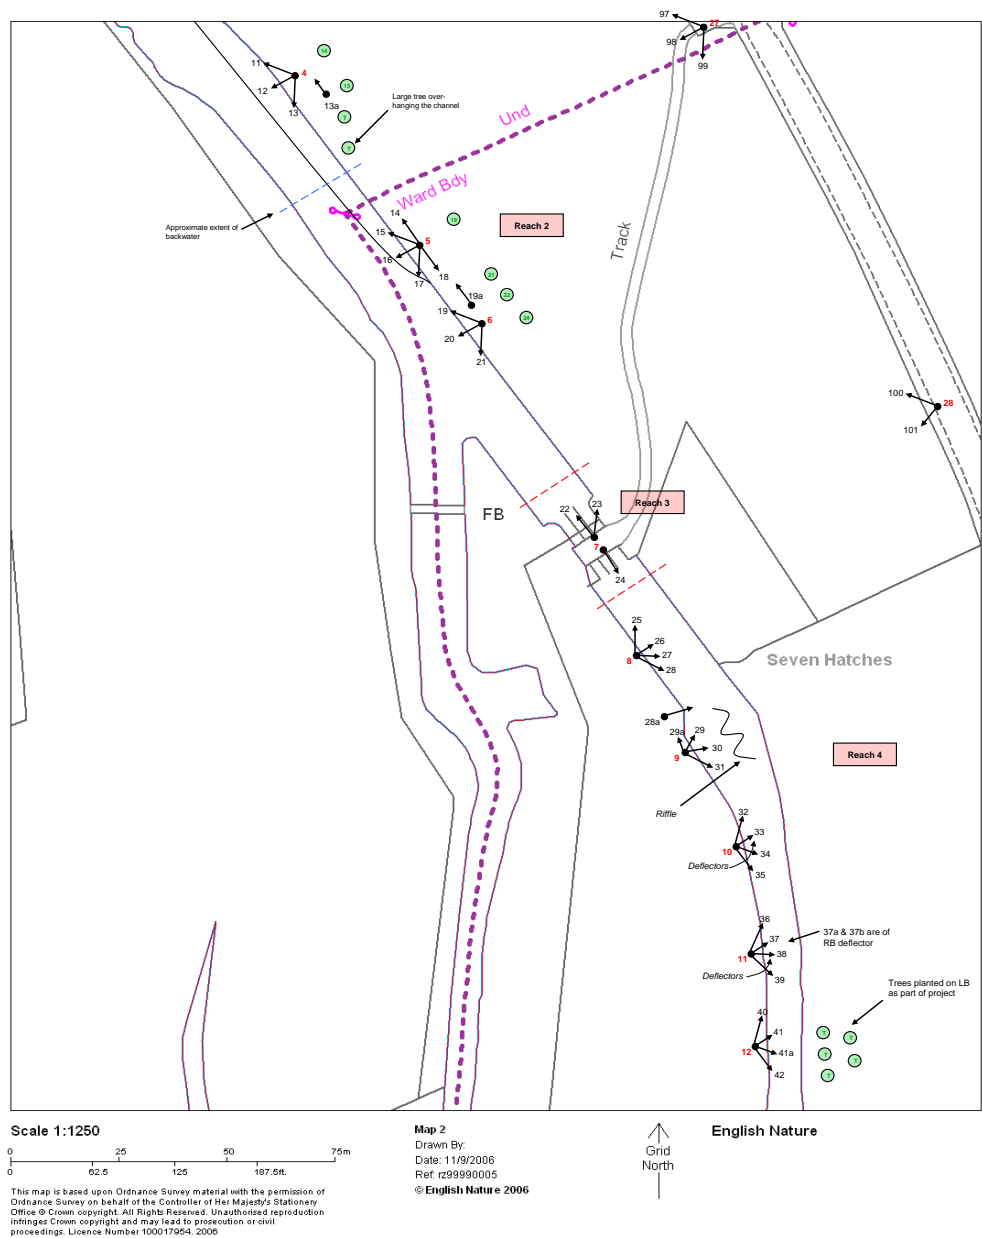 97
27
98
99
14
11
4
12
13
15
13a
T
Large tree over-
hanging the channel
T
Und
Ward Bdy
Approximate extent of
backwater
14
19
Reach 2
15
5
16
17
18
21
19a
22
19
6
24
20
21
Track
100
28
101
FB
22
23
Reach 3
7
24
25
26
27
8
28
Seven Hatches
28a
29a
29
30
9
31
Reach 4
Riffle
32
33
10
34
Deflectors
35
36
37
37a & 37b are of
RB deflector
11
38
Deflectors
39
Trees planted on LB
as part of project
40
41
12
41a
42
T
T
T
T
T
Scale 1:1250
0 25 50 75m
0 62.5 125 187.5ft.
This map is based upon Ordnance Survey material with the permission of
Ordnance Survey on behalf of the Controller of Her Majesty's Stationery
Office © Crown copyright. All Rights Reserved. Unauthorised reproduction
infringes Crown copyright and may lead to prosecution or civil
proceedings. Licence Number 100017954. 2006
Map 2
Drawn By:
Date: 11/9/2006
Ref: rz99990005
© English Nature 2006
Grid
North
English Nature